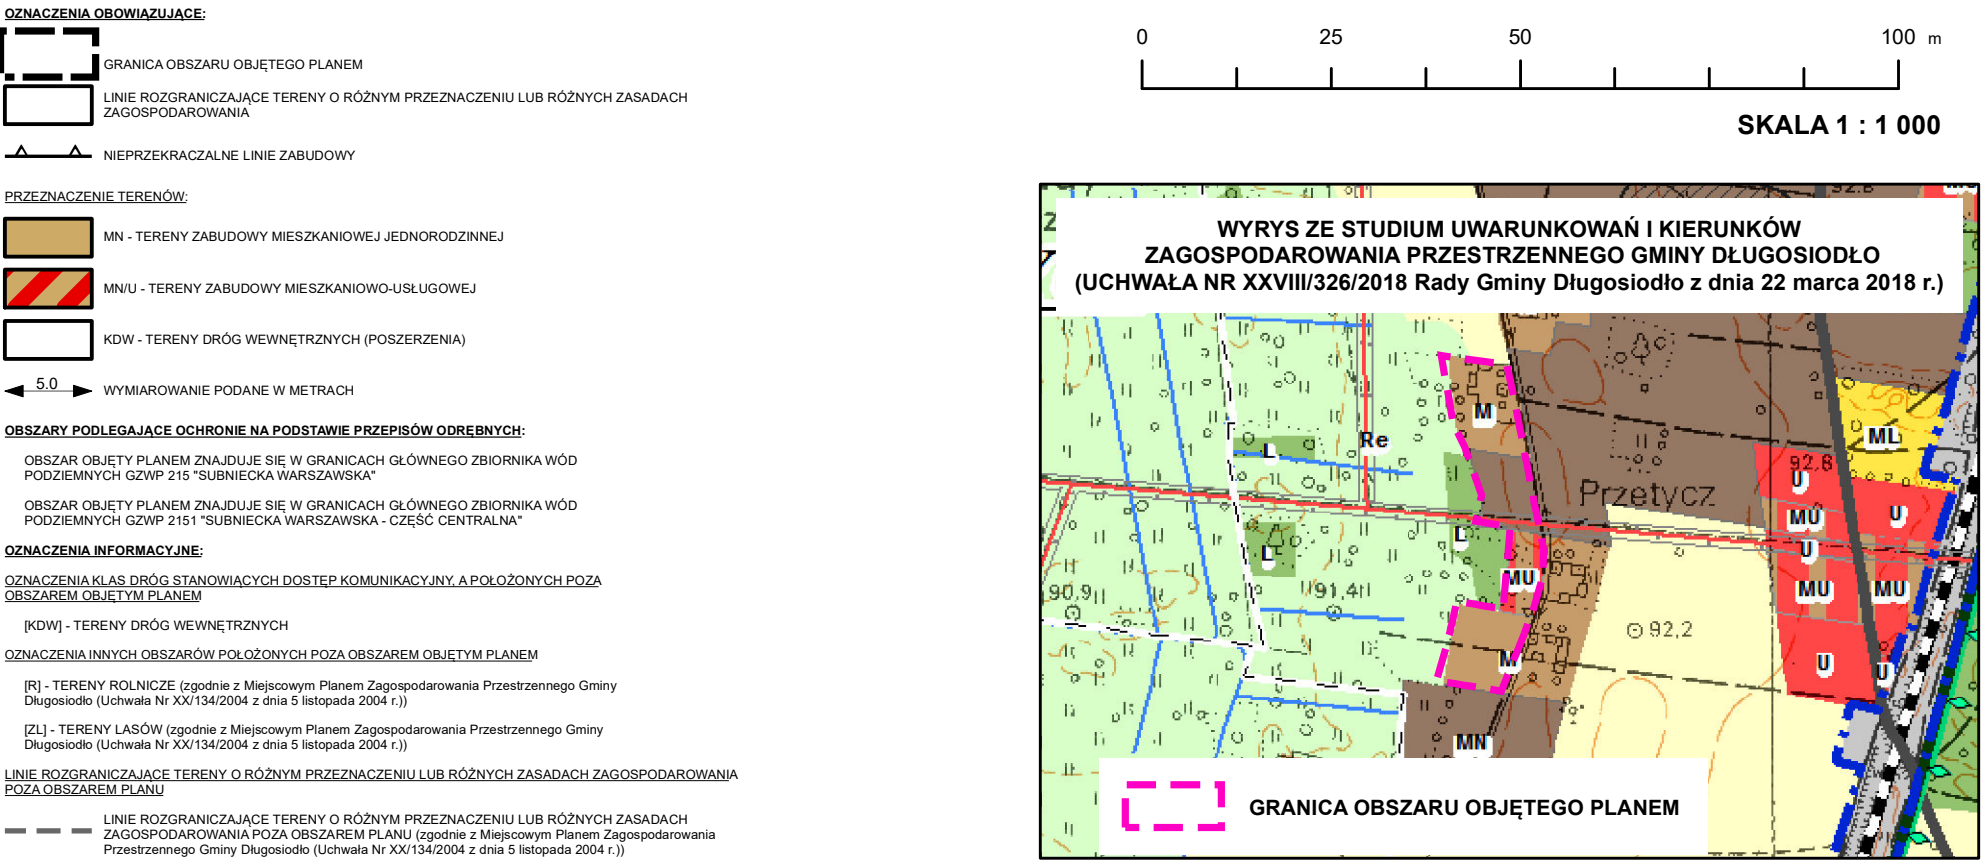 OZNACZENIA OBOWIĄZUJĄCE:
GRANICA OBSZARU OBJĘTEGO PLANEM
LINIE ROZGRANICZAJĄCE TERENY O RÓŻNYM PRZEZNACZENIU LUB RÓŻNYCH ZASADACH
ZAGOSPODAROWANIA
NIEPRZEKRACZALNE LINIE ZABUDOWY
PRZEZNACZENIE TERENÓW:
MN - TERENY ZABUDOWY MIESZKANIOWEJ JEDNORODZINNEJ
MN/U - TERENY ZABUDOWY MIESZKANIOWO-USŁUGOWEJ
KDW - TERENY DRÓG WEWNĘTRZNYCH (POSZERZENIA)
5.0 WYMIAROWANIE PODANE W METRACH
OBSZARY PODLEGAJĄCE OCHRONIE NA PODSTAWIE PRZEPISÓW ODRĘBNYCH:
OBSZAR OBJĘTY PLANEM ZNAJDUJE SIĘ W GRANICACH GŁÓWNEGO ZBIORNIKA WÓD
PODZIEMNYCH GZWP 215 "SUBNIECKA WARSZAWSKA"
OBSZAR OBJĘTY PLANEM ZNAJDUJE SIĘ W GRANICACH GŁÓWNEGO ZBIORNIKA WÓD
PODZIEMNYCH GZWP 2151 "SUBNIECKA WARSZAWSKA - CZĘŚĆ CENTRALNA"
OZNACZENIA INFORMACYJNE:
OZNACZENIA KLAS DRÓG STANOWIĄCYCH DOSTĘP KOMUNIKACYJNY, A POŁOŻONYCH POZA
OBSZAREM OBJĘTYM PLANEM
[KDW] - TERENY DRÓG WEWNĘTRZNYCH
OZNACZENIA INNYCH OBSZARÓW POŁOŻONYCH POZA OBSZAREM OBJĘTYM PLANEM
[R] - TERENY ROLNICZE (zgodnie z Miejscowym Planem Zagospodarowania Przestrzennego Gminy
Długosiodło (Uchwała Nr XX/134/2004 z dnia 5 listopada 2004 r.))
[ZL] - TERENY LASÓW (zgodnie z Miejscowym Planem Zagospodarowania Przestrzennego Gminy
Długosiodło (Uchwała Nr XX/134/2004 z dnia 5 listopada 2004 r.))
LINIE ROZGRANICZAJĄCE TERENY O RÓŻNYM PRZEZNACZENIU LUB RÓŻNYCH ZASADACH ZAGOSPODAROWANIA
POZA OBSZAREM PLANU
LINIE ROZGRANICZAJĄCE TERENY O RÓŻNYM PRZEZNACZENIU LUB RÓŻNYCH ZASADACH
ZAGOSPODAROWANIA POZA OBSZAREM PLANU (zgodnie z Miejscowym Planem Zagospodarowania
Przestrzennego Gminy Długosiodło (Uchwała Nr XX/134/2004 z dnia 5 listopada 2004 r.))
0 25 50 100 m
SKALA 1 : 1 000
WYRYS ZE STUDIUM UWARUNKOWAŃ I KIERUNKÓW
ZAGOSPODAROWANIA PRZESTRZENNEGO GMINY DŁUGOSIODŁO
(UCHWAŁA NR XXVIII/326/2018 Rady Gminy Długosiodło z dnia 22 marca 2018 r.)
M
Re
L
ML
92,8
U
Przetycz
MU
U
L
U
91,4
MU
MU
MU
90,9
92,2
M
U
U
MN
GRANICA OBSZARU OBJĘTEGO PLANEM